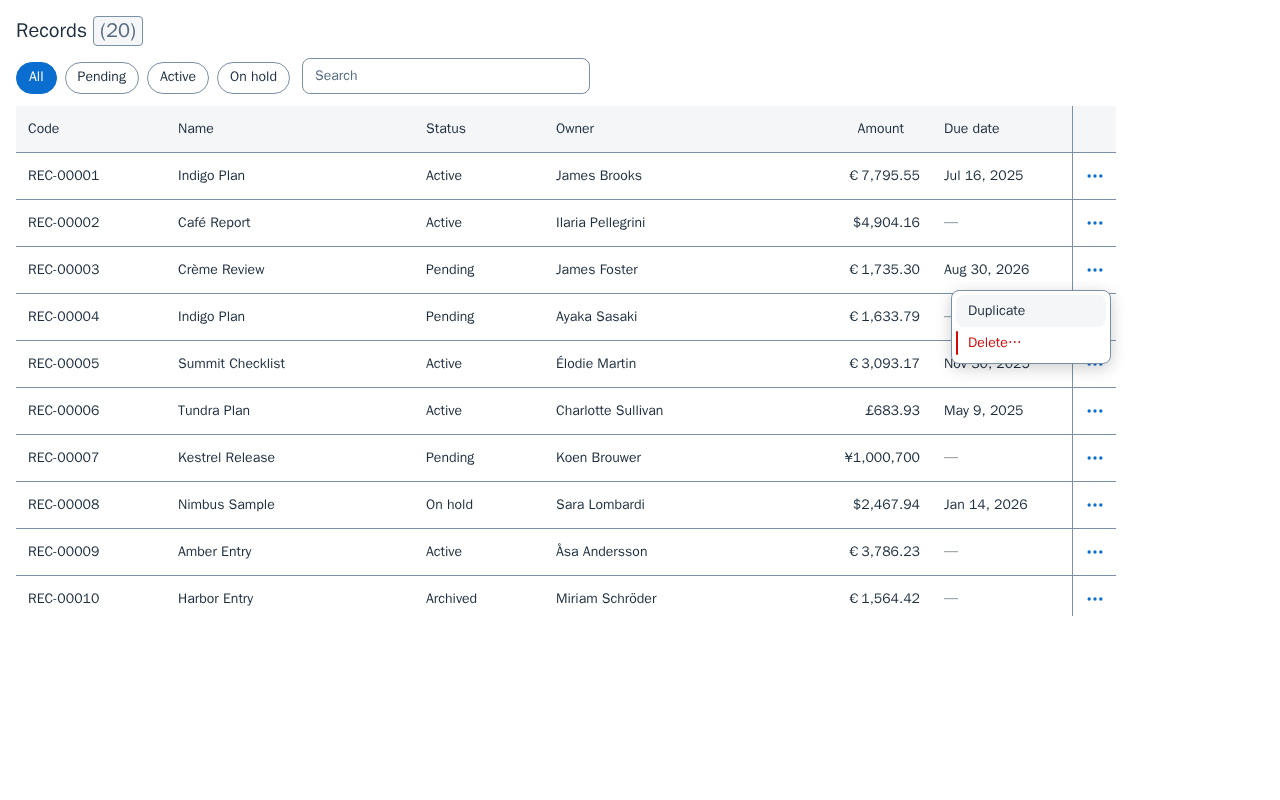 Records (20)
All Pending Active On hold Search
Code Name Status Owner Amount Due date
REC-00001 Indigo Plan Active James Brooks € 7,795.55 Jul 16, 2025
REC-00002 Café Report Active Ilaria Pellegrini $4,904.16 —
REC-00003 Crème Review Pending James Foster € 1,735.30 Aug 30, 2026
Duplicate
Delete…
REC-00004 Indigo Plan Pending Ayaka Sasaki € 1,633.79 —
REC-00005 Summit Checklist Active Élodie Martin € 3,093.17 Nov 30, 2025
REC-00006 Tundra Plan Active Charlotte Sullivan £683.93 May 9, 2025
REC-00007 Kestrel Release Pending Koen Brouwer ¥1,000,700 —
REC-00008 Nimbus Sample On hold Sara Lombardi $2,467.94 Jan 14, 2026
REC-00009 Amber Entry Active Åsa Andersson € 3,786.23 —
REC-00010 Harbor Entry Archived Miriam Schröder € 1,564.42 —